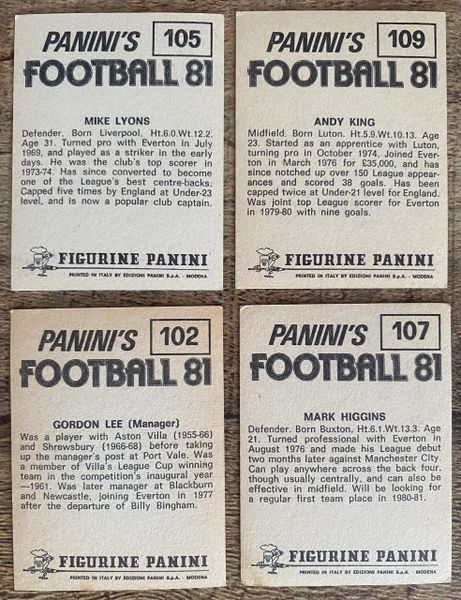 PANINI'S 105
FOOTBALL 81
MIKE LYONS
Defender. Born Liverpool. Ht.6.0.Wt.12.2.
Age 31. Turned pro with Everton in July
1969, and played as a striker in the early
days. He was the club's top scorer in
1973-74. Has since converted to become
one of the League's best centre-backs.
Capped five times by England at Under-23
level, and is now a popular club captain.
FIGURINE PANINI
PRINTED IN ITALY BY EDIZIONI PANINI S.p.A. - MODENA
PANINI'S 109
FOOTBALL 81
ANDY KING
Midfield. Born Luton. Ht.5.9.Wt.10.13. Age
23. Started as an apprentice with Luton,
turning pro in October 1974. Joined Ever-
ton in March 1976 for £35,000, and has
since notched up over 150 League appear-
ances and scored 38 goals. Has been
capped twice at Under-21 level for England.
Was joint top League scorer for Everton
in 1979-80 with nine goals.
FIGURINE PANINI
PRINTED IN ITALY BY EDIZIONI PANINI S.p.A. - MODENA
PANINI'S 102
FOOTBALL 81
GORDON LEE (Manager)
Was a player with Aston Villa (1955-66)
and Shrewsbury (1966-68) before taking
up the manager's post at Port Vale. Was
a member of Villa's League Cup winning
team in the competition's inaugural year
—1961. Was later manager at Blackburn
and Newcastle, joining Everton in 1977
after the departure of Billy Bingham.
FIGURINE PANINI
PRINTED IN ITALY BY EDIZIONI PANINI S.p.A. - MODENA
PANINI'S 107
FOOTBALL 81
MARK HIGGINS
Defender. Born Buxton. Ht.6.1.Wt.13.3. Age
21. Turned professional with Everton in
August 1976 and made his League debut
two months later against Manchester City.
Can play anywhere across the back four,
though usually centrally, and can also be
effective in midfield. Will be looking for
a regular first team place in 1980-81.
FIGURINE PANINI
PRINTED IN ITALY BY EDIZIONI PANINI S.p.A. - MODENA